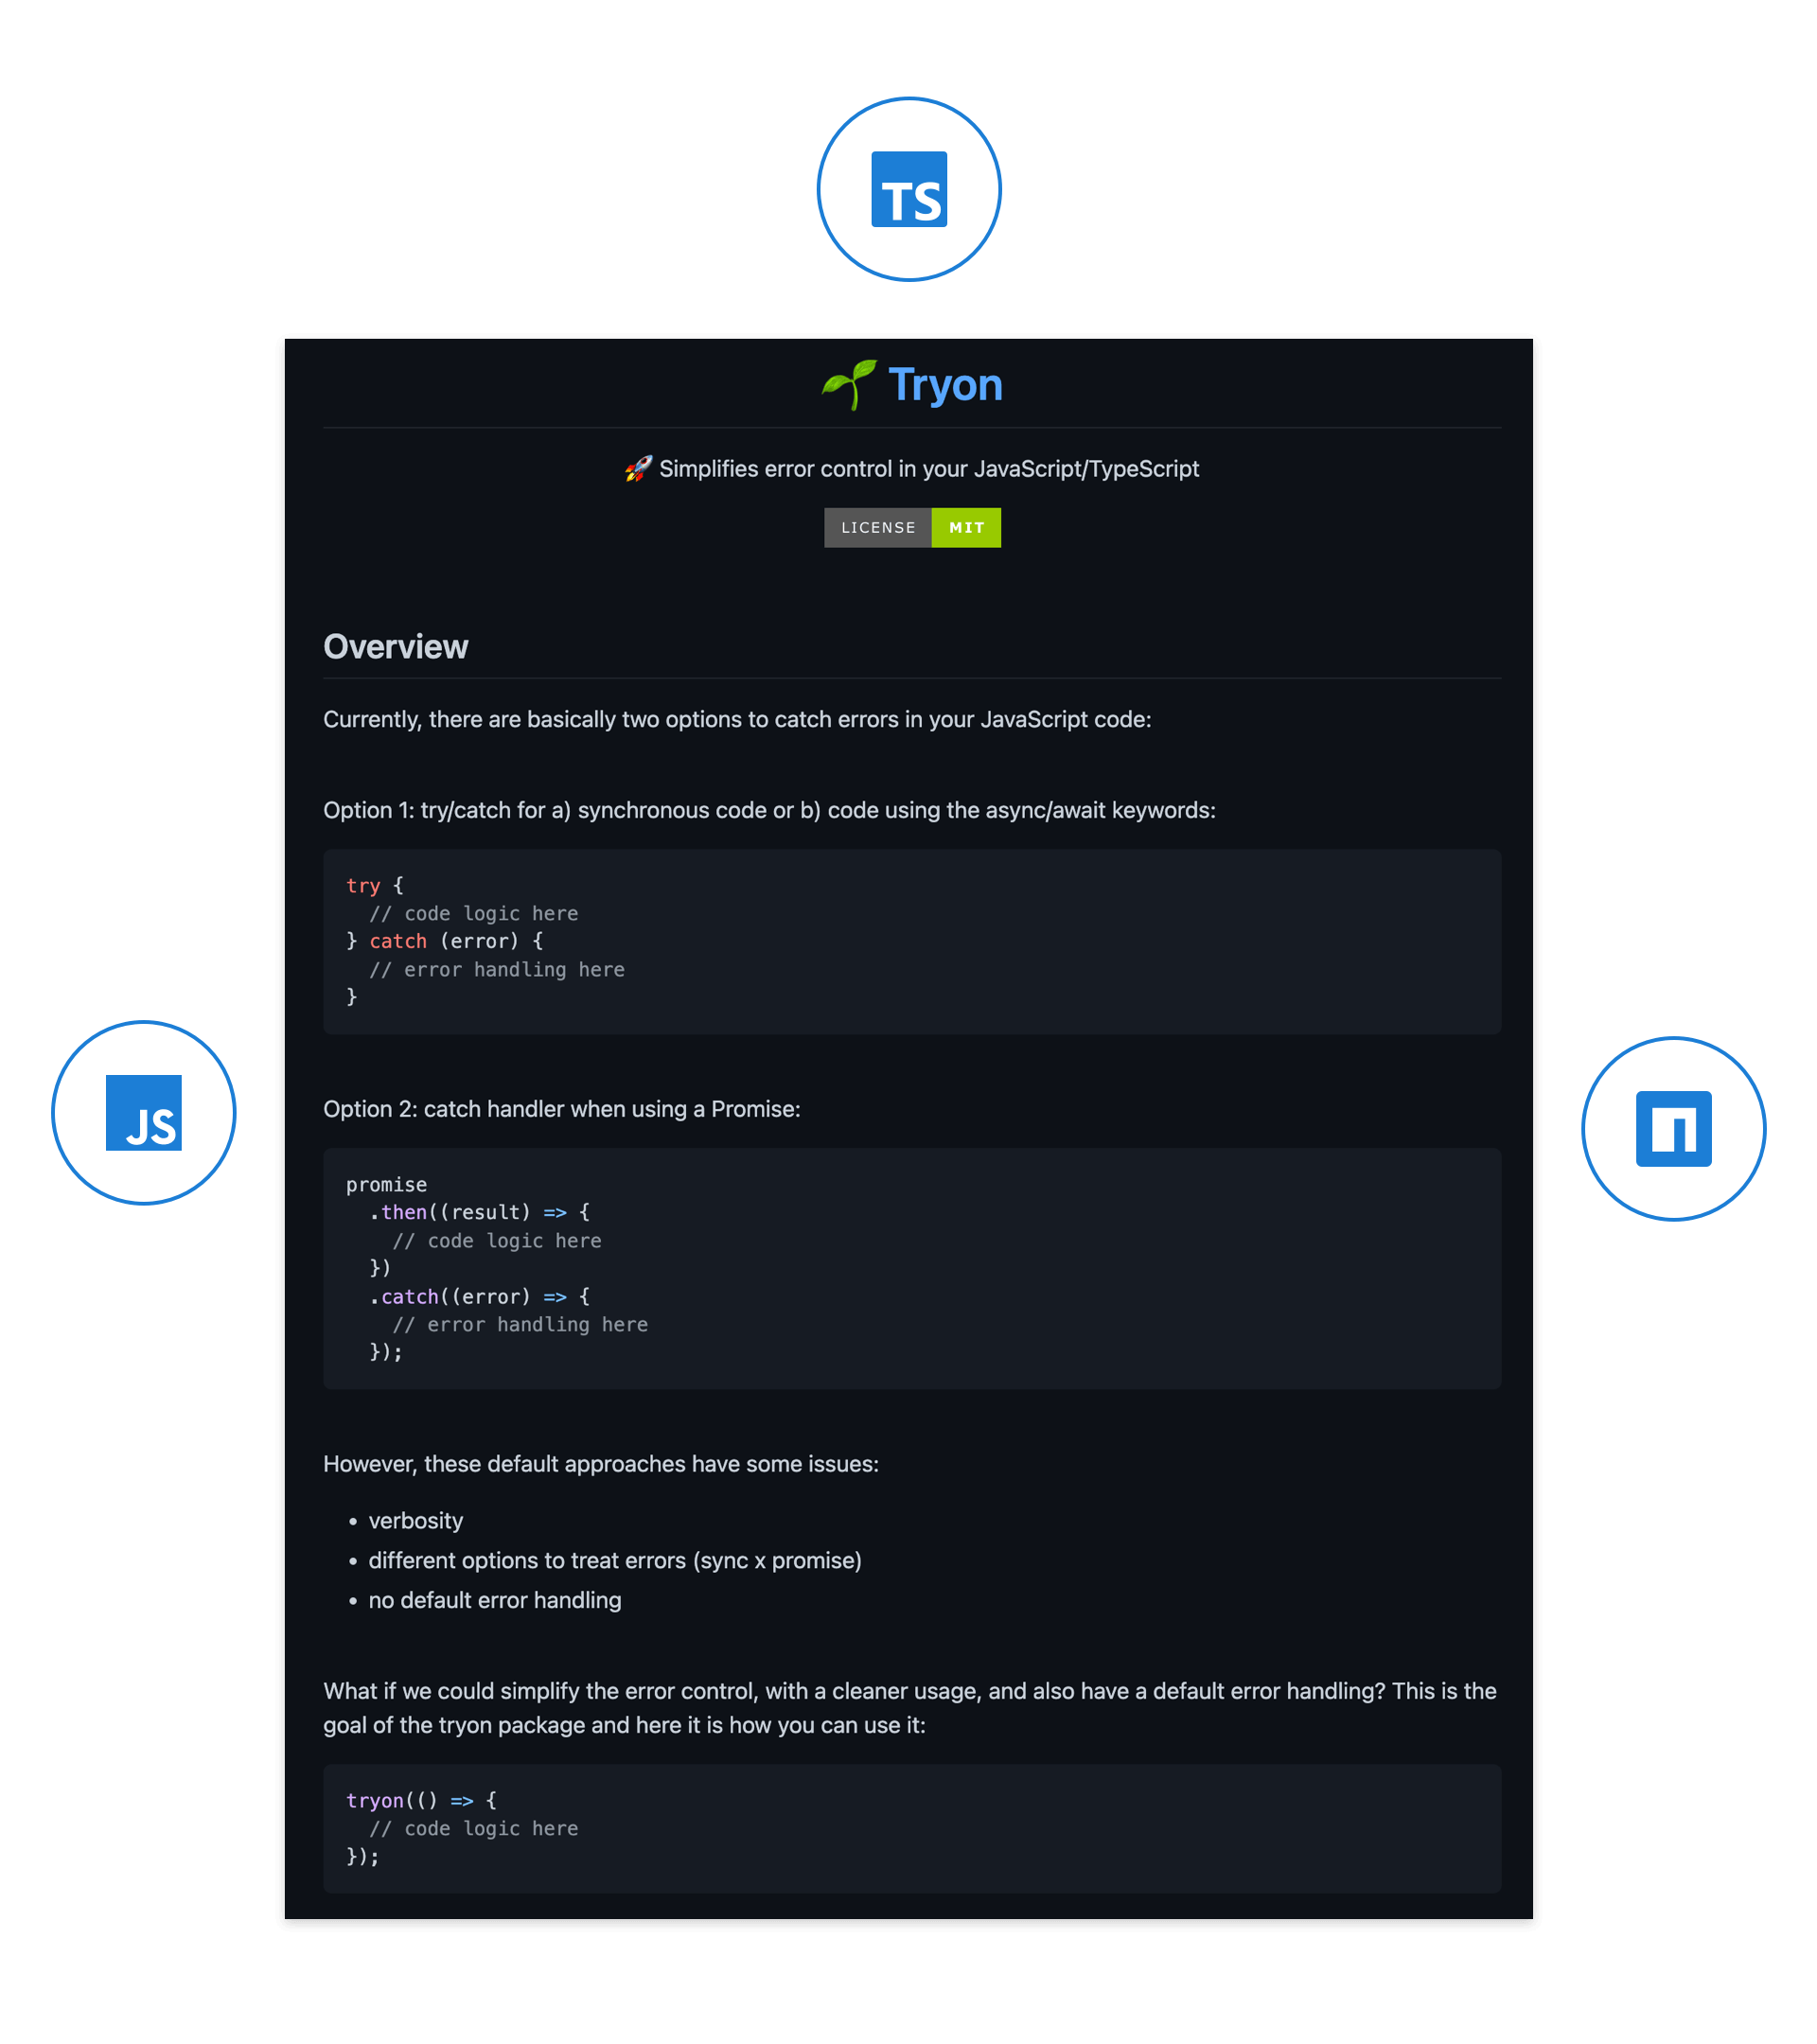 TS
Tryon
Simplifies error control in your JavaScript/TypeScript
LICENSE MIT
Overview
Currently, there are basically two options to catch errors in your JavaScript code:
Option 1: try/catch for a) synchronous code or b) code using the async/await keywords:
try {
  // code logic here
} catch (error) {
  // error handling here
}
JS
Option 2: catch handler when using a Promise:
promise
  .then((result) => {
    // code logic here
  })
  .catch((error) => {
    // error handling here
  });
However, these default approaches have some issues:
• verbosity
• different options to treat errors (sync x promise)
• no default error handling
What if we could simplify the error control, with a cleaner usage, and also have a default error handling? This is the
goal of the tryon package and here it is how you can use it:
tryon(() => {
  // code logic here
});